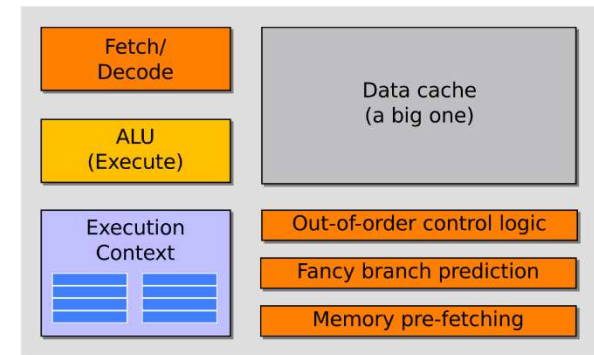 Fetch/
Decode
ALU
(Execute)
Execution
Context
Data cache
(a big one)
Out-of-order control logic
Fancy branch prediction
Memory pre-fetching